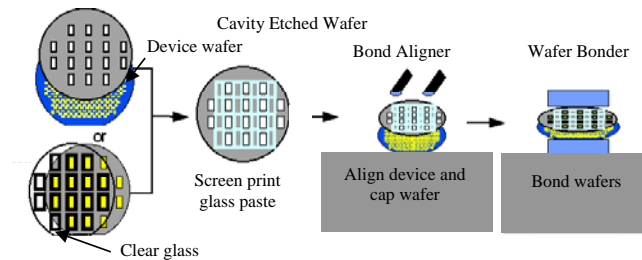 Cavity Etched Wafer
Device wafer
Bond Aligner
Wafer Bonder
or
Screen print
glass paste
Align device and
cap wafer
Bond wafers
Clear glass